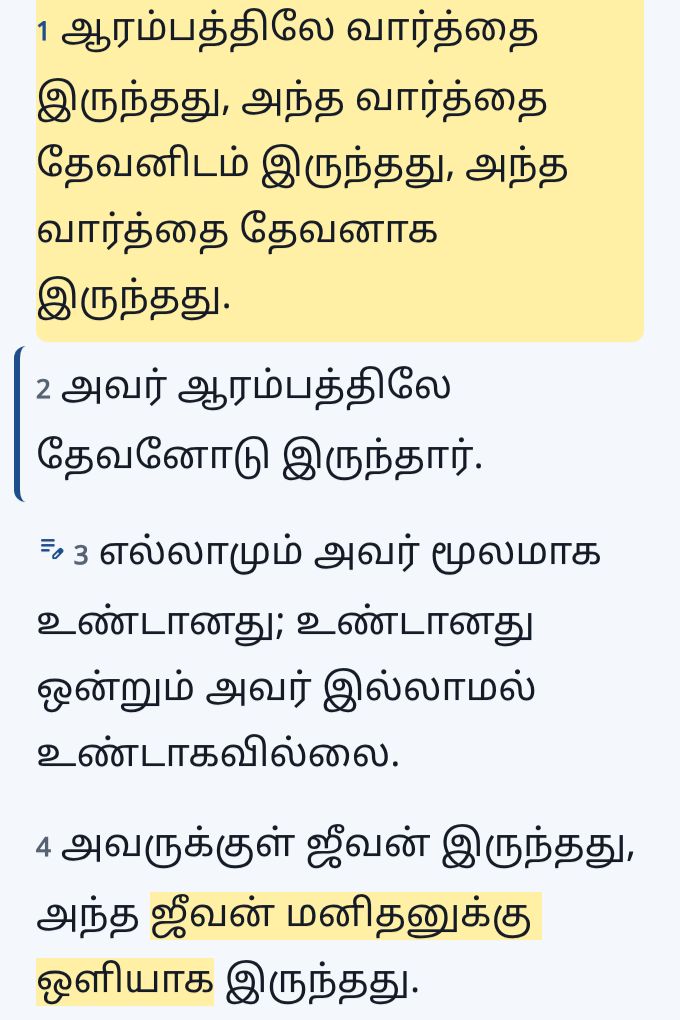 1 ஆரம்பத்திலே வார்த்தை
இருந்தது, அந்த வார்த்தை
தேவனிடம் இருந்தது, அந்த
வார்த்தை தேவனாக
இருந்தது.
2 அவர் ஆரம்பத்திலே
தேவனோடு இருந்தார்.
3 எல்லாமும் அவர் மூலமாக
உண்டானது; உண்டானது
ஒன்றும் அவர் இல்லாமல்
உண்டாகவில்லை.
4 அவருக்குள் ஜீவன் இருந்தது,
அந்த ஜீவன் மனிதனுக்கு
ஒளியாக இருந்தது.